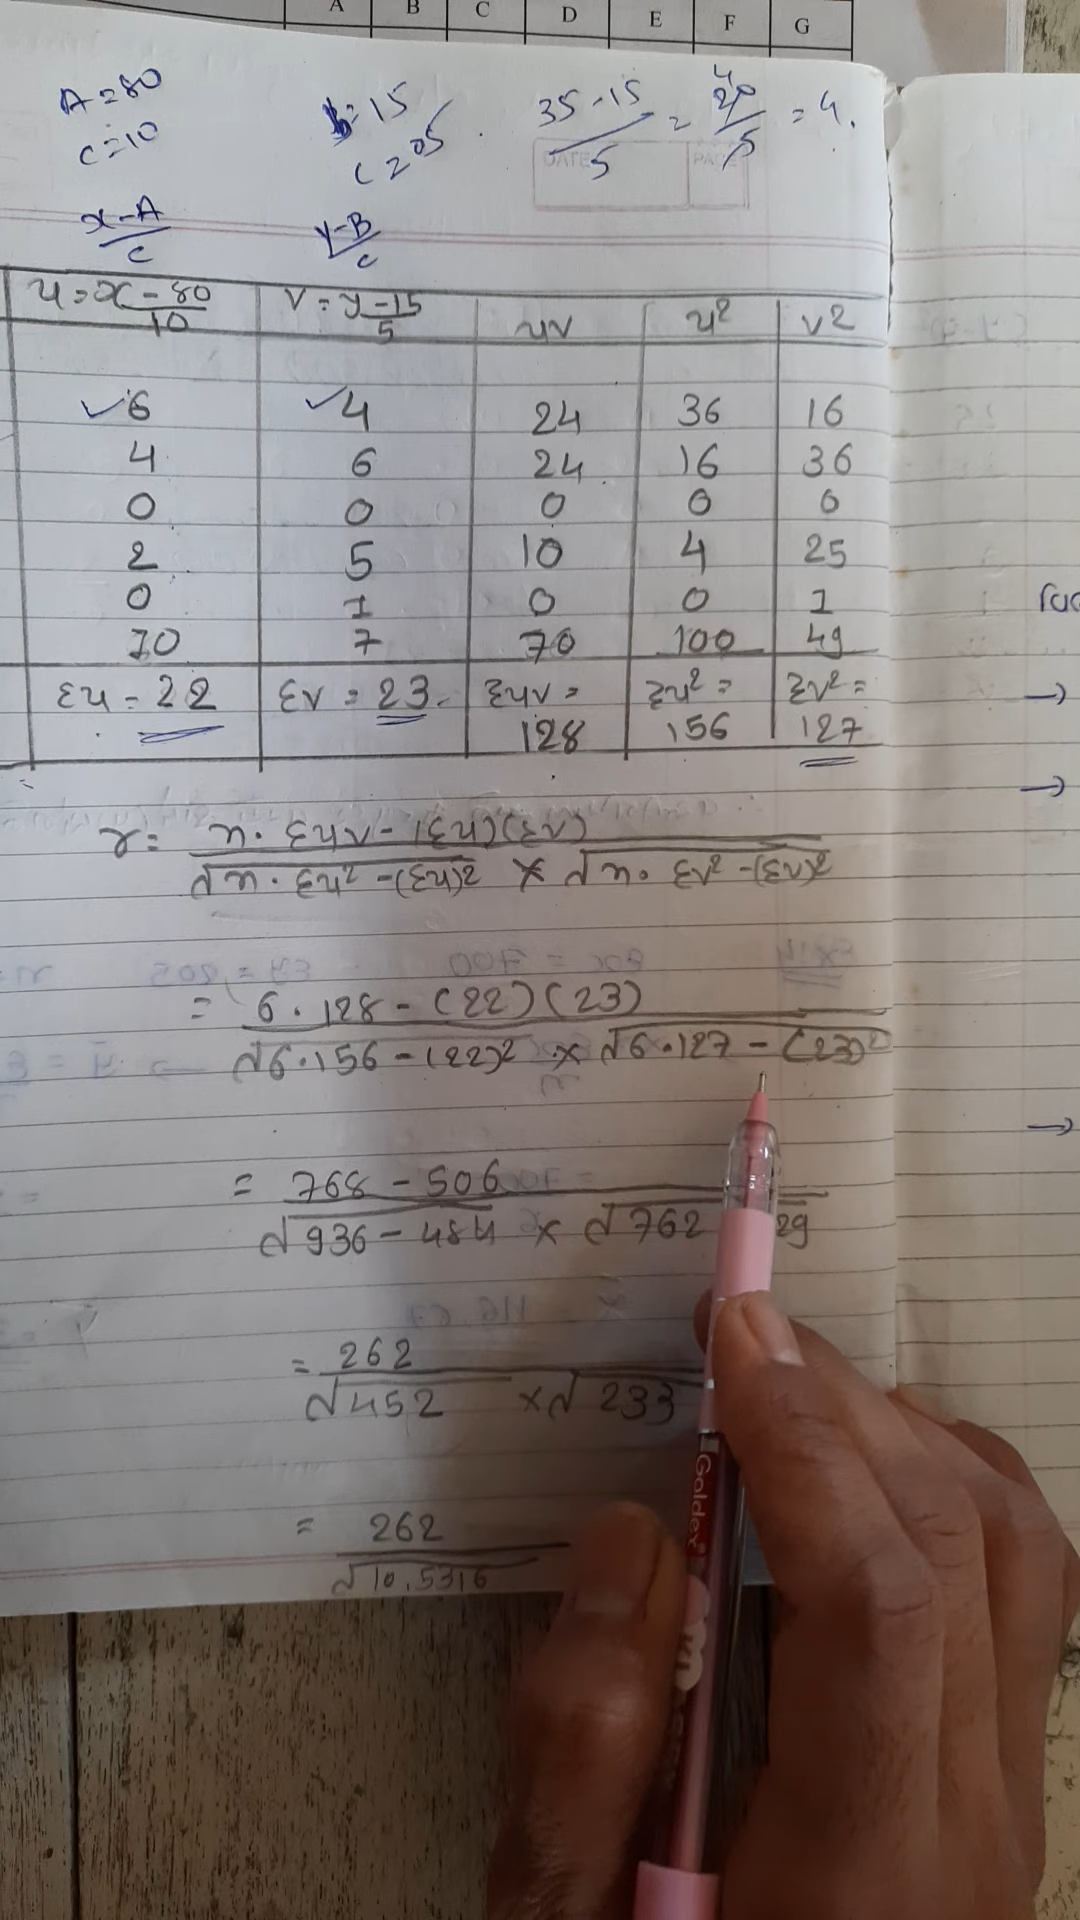 A B C D E F G
A = 80
C = 10
B = 15
C = 05
35 - 15 / 5 = 20 / 5 = 4.
4
DATE PAGE
x - A / C
y - B / C
u = x - 80 / 10 v = y - 15 / 5 uv u² v²
✓6 ✓4 24 36 16
4 6 24 16 36
0 0 0 0 0
2 5 10 4 25
0 1 0 0 1
10 7 70 100 49
Σu = 22 Σv = 23 Σuv = 128 Σu² = 156 Σv² = 127
r = n · Σuv - (Σu)(Σv) / √n · Σu² - (Σu)² × √n · Σv² - (Σv)²
= 6 · 128 - (22)(23) / √6 · 156 - (22)² × √6 · 127 - (23)²
= 768 - 506 / √936 - 484 × √762 29
= 262 / √452 × √233
= 262 / √10.5316
Goldex